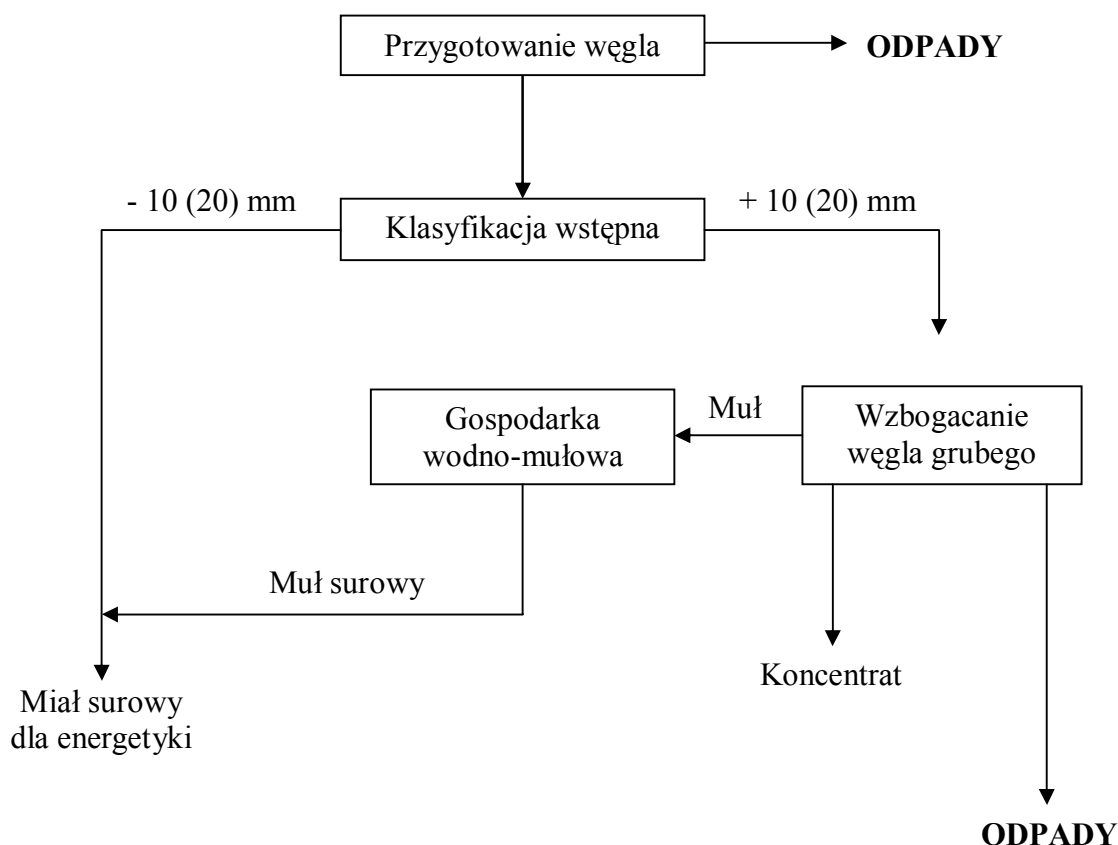 Przygotowanie węgla
ODPADY
- 10 (20) mm
+ 10 (20) mm
Klasyfikacja wstępna
Gospodarka
wodno-mułowa
Muł
Wzbogacanie
węgla grubego
Muł surowy
Koncentrat
Miał surowy
dla energetyki
ODPADY